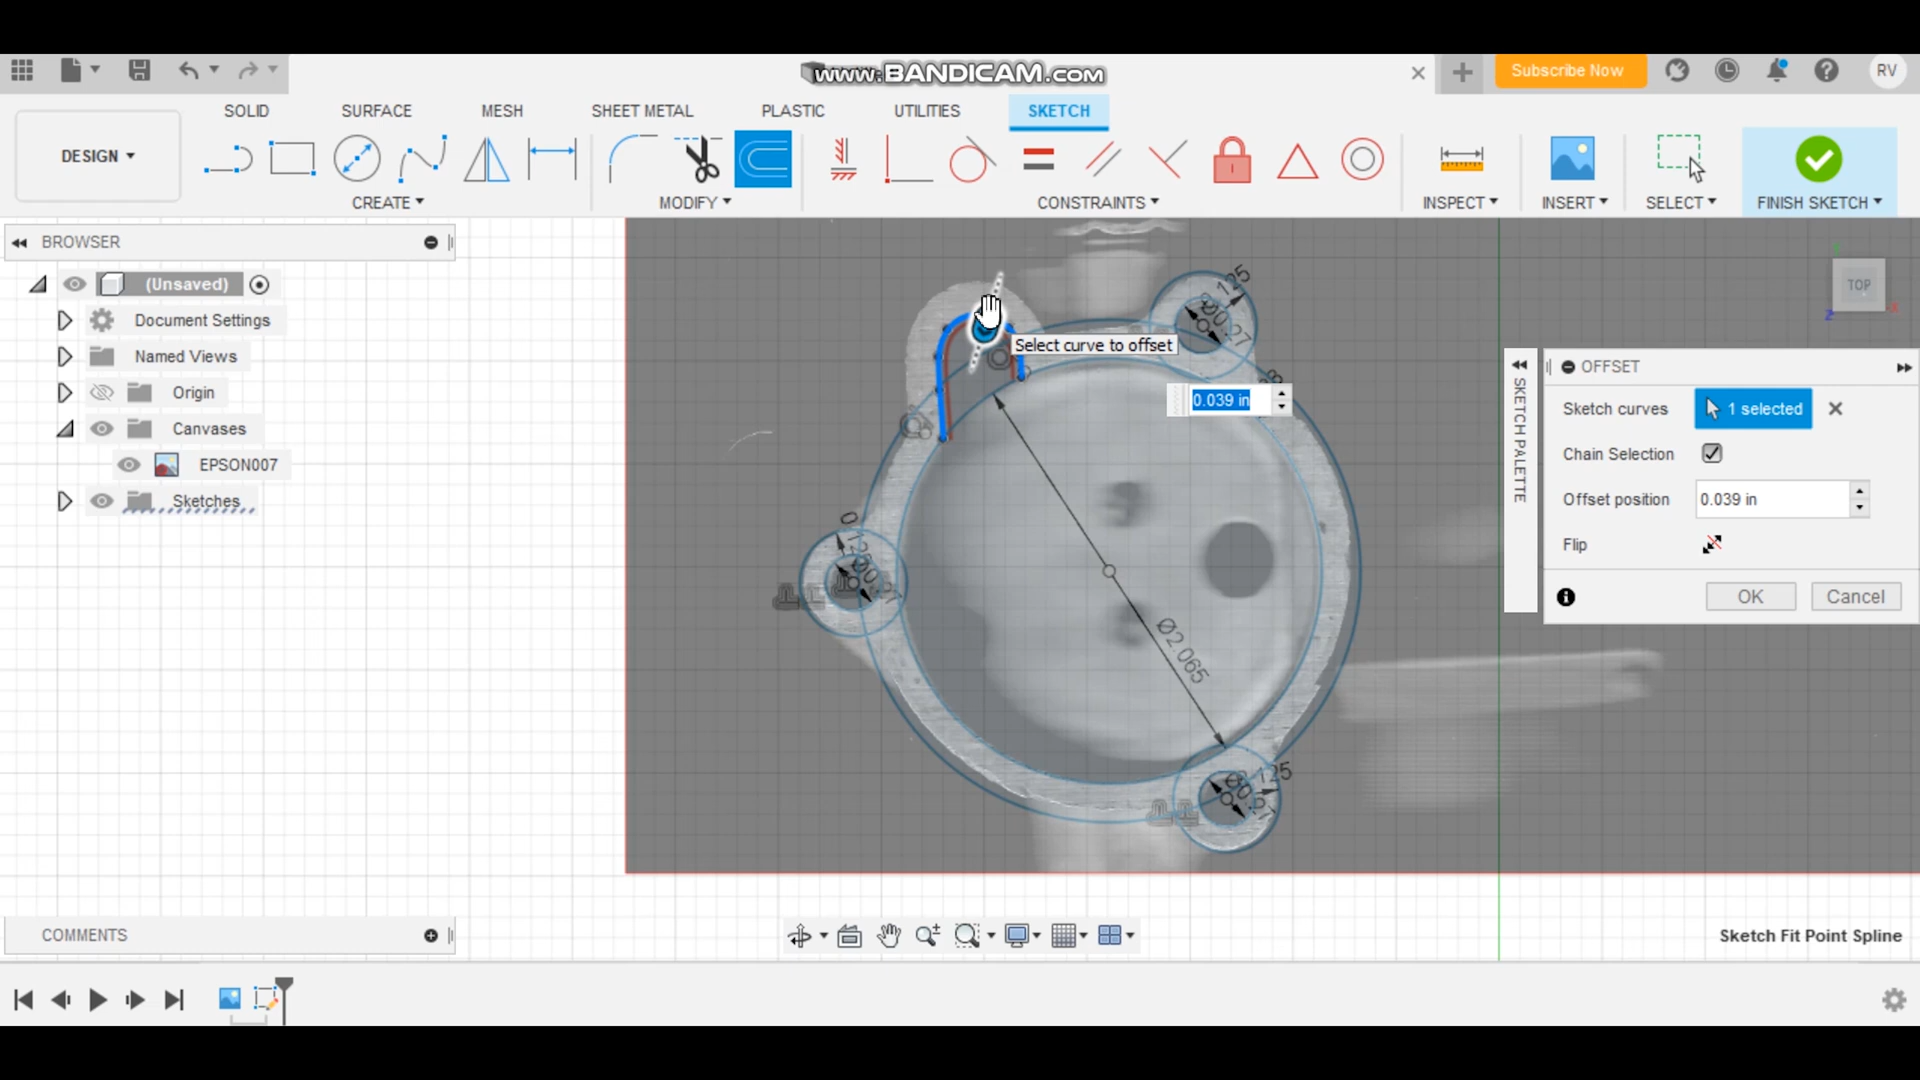 www.BANDICAM.com
Subscribe Now
RV
SOLID SURFACE MESH SHEET METAL PLASTIC UTILITIES SKETCH
DESIGN
CREATE MODIFY CONSTRAINTS INSPECT INSERT SELECT FINISH SKETCH
BROWSER
(Unsaved)
Document Settings
Named Views
Origin
Canvases
EPSON007
Sketches
TOP
Select curve to offset
0.039 in
Ø2.065
SKETCH PALETTE
OFFSET
Sketch curves 1 selected
Chain Selection
Offset position 0.039 in
Flip
OK Cancel
COMMENTS
Sketch Fit Point Spline